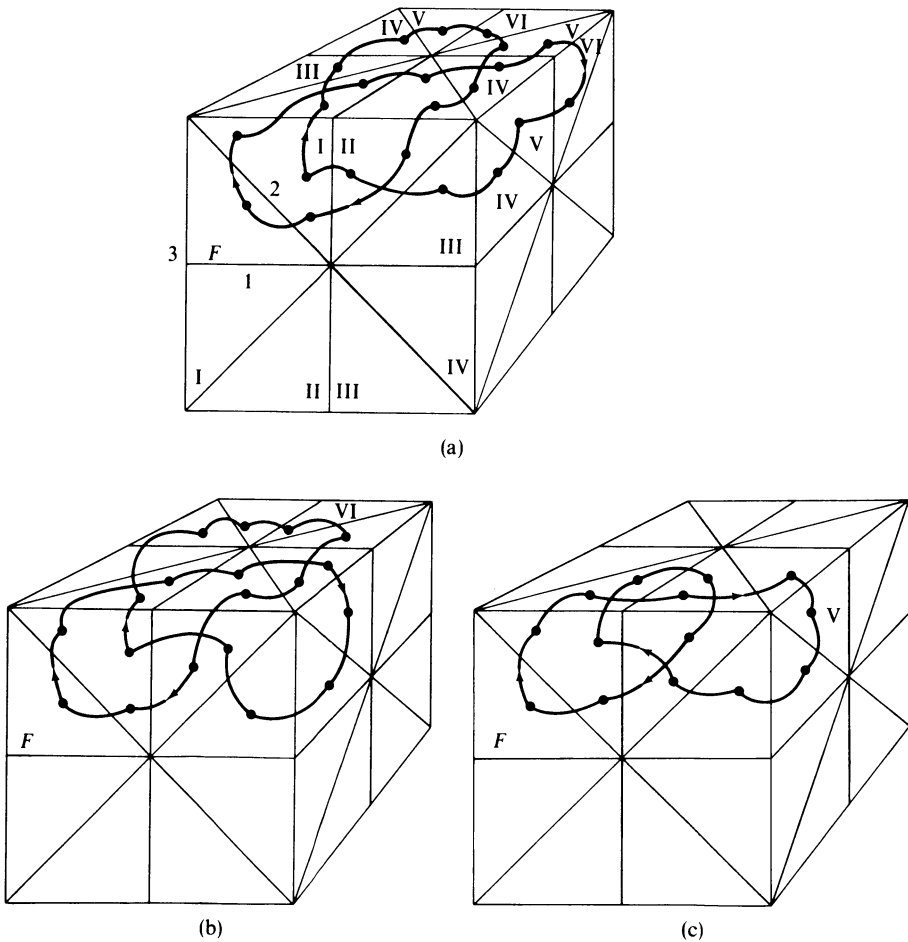 IV V VI V
VI
III IV
I II V
2 IV
3 F III
1
I II III IV
(a)
VI
F
(b)
V
F
(c)